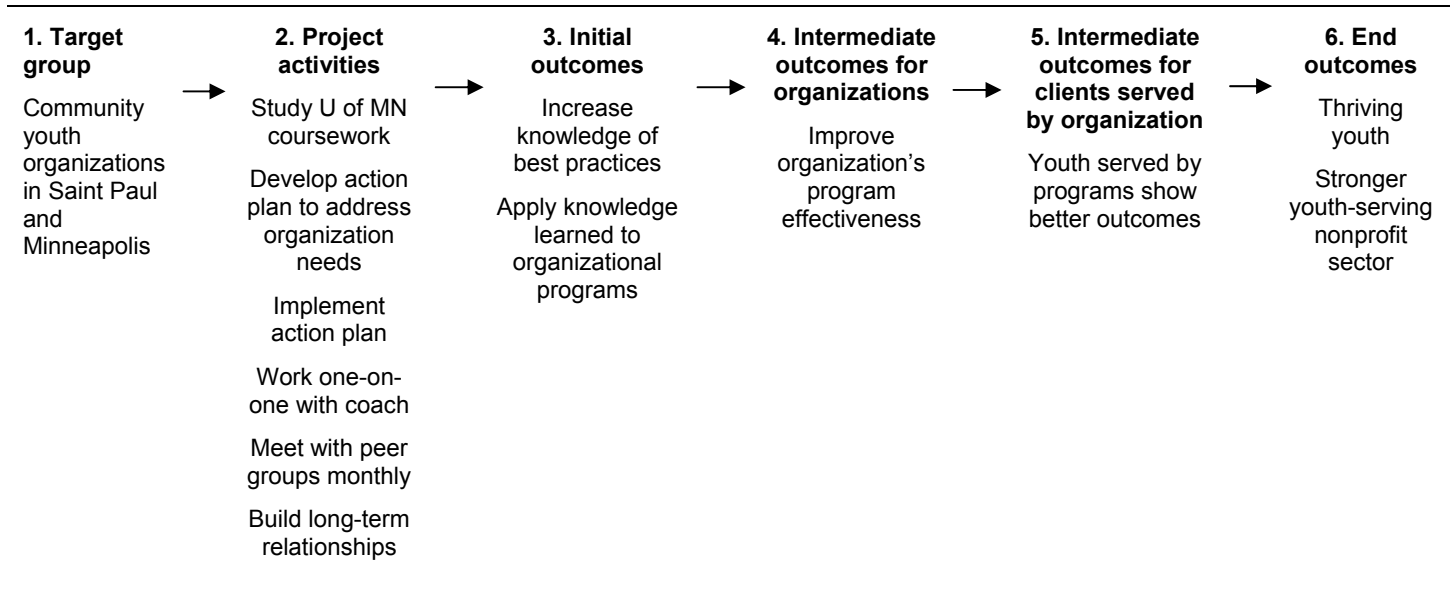 1. Target
group
Community
youth
organizations
in Saint Paul
and
Minneapolis
2. Project
activities
Study U of MN
coursework
Develop action
plan to address
organization
needs
Implement
action plan
Work one-on-
one with coach
Meet with peer
groups monthly
Build long-term
relationships
3. Initial
outcomes
Increase
knowledge of
best practices
Apply knowledge
learned to
organizational
programs
4. Intermediate
outcomes for
organizations
Improve
organization’s
program
effectiveness
5. Intermediate
outcomes for
clients served
by organization
Youth served by
programs show
better outcomes
6. End
outcomes
Thriving
youth
Stronger
youth-serving
nonprofit
sector